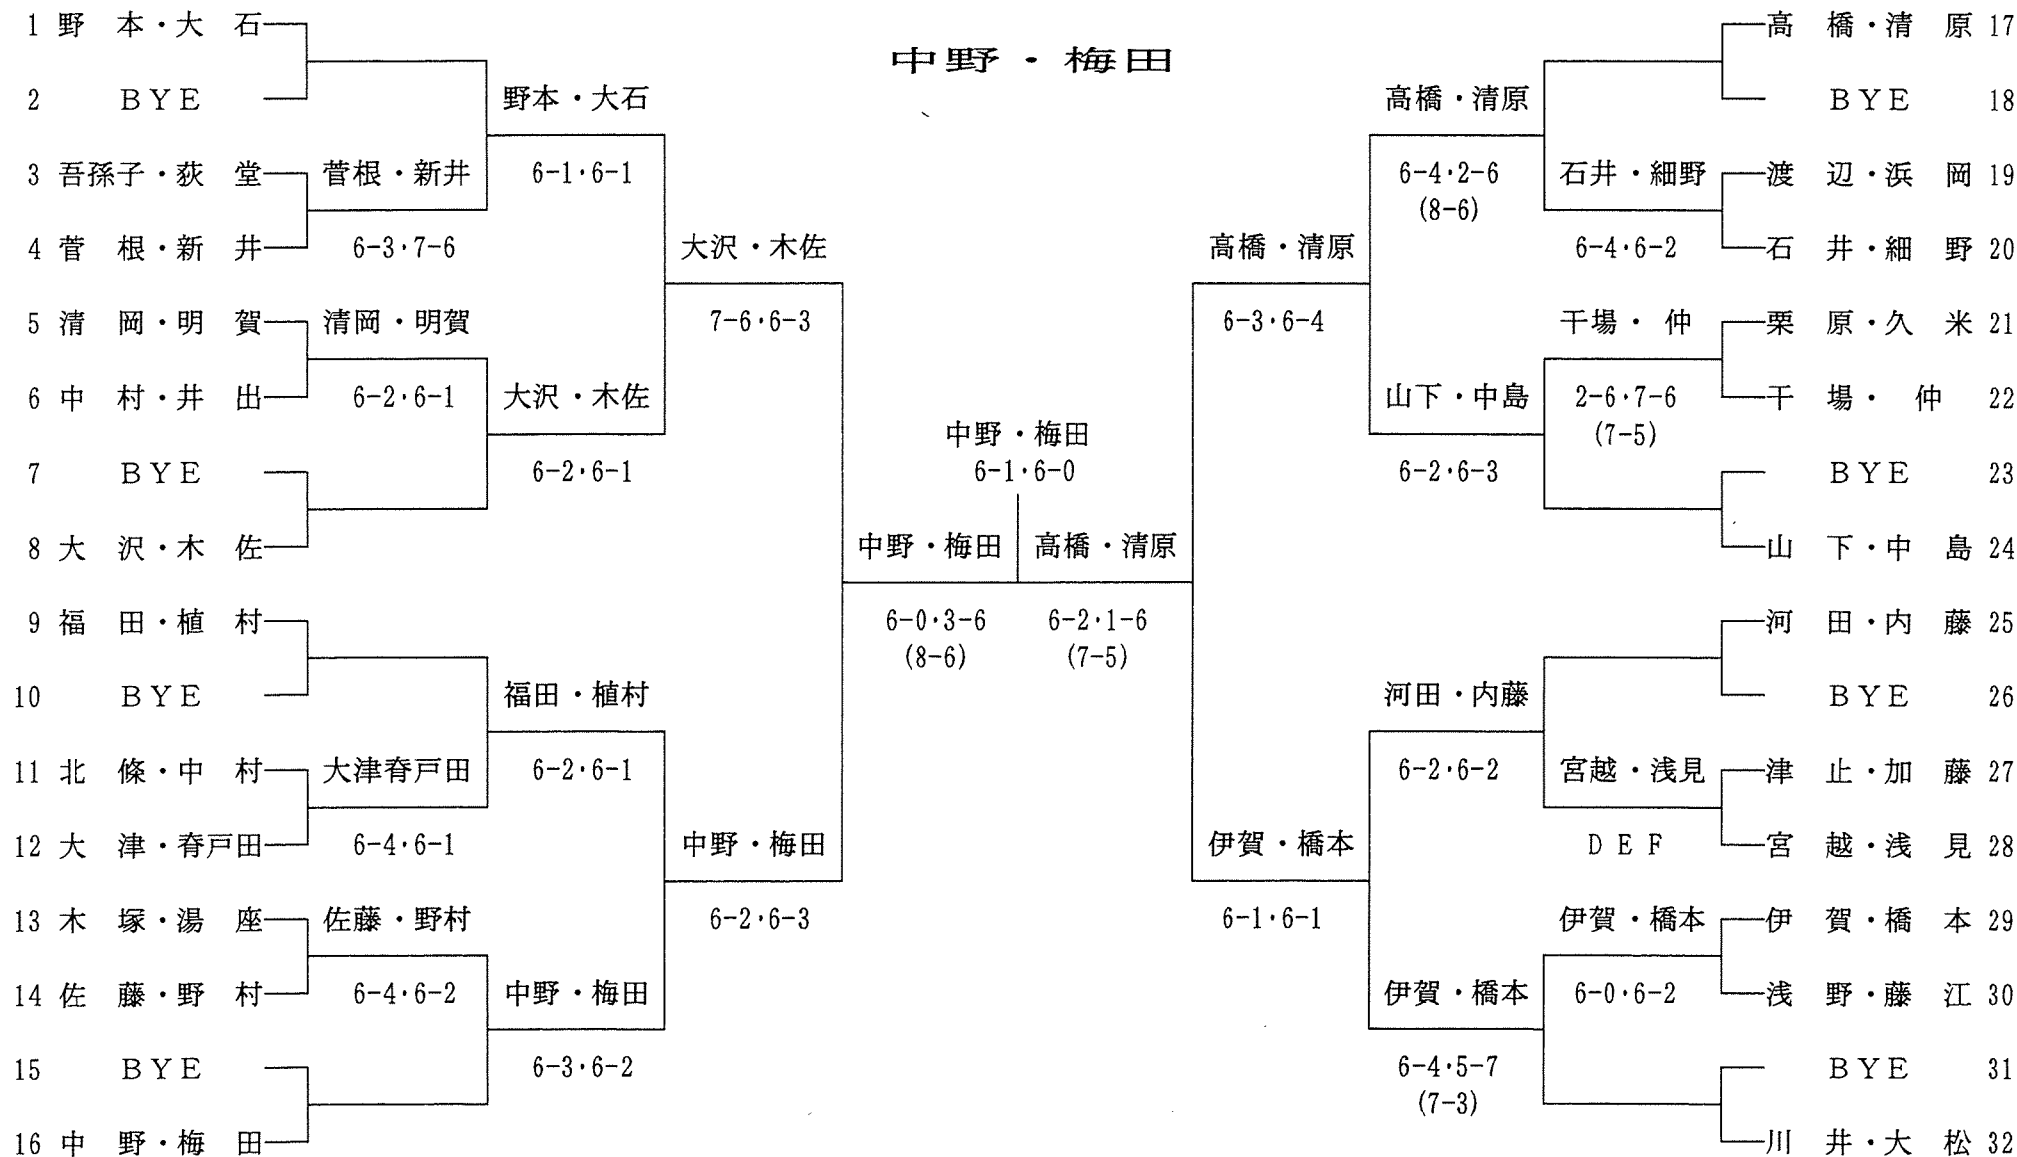 中野・梅田
1 野 本・大 石
2 BYE
3 吾孫子・荻 堂
4 菅 根・新 井
5 清 岡・明 賀
6 中 村・井 出
7 BYE
8 大 沢・木 佐
9 福 田・植 村
10 BYE
11 北 條・中 村
12 大 津・脊戸田
13 木 塚・湯 座
14 佐 藤・野 村
15 BYE
16 中 野・梅 田
菅根・新井
6-3・7-6
清岡・明賀
6-2・6-1
大津脊戸田
6-4・6-1
佐藤・野村
6-4・6-2
野本・大石
6-1・6-1
大沢・木佐
6-2・6-1
福田・植村
6-2・6-1
中野・梅田
6-3・6-2
大沢・木佐
7-6・6-3
中野・梅田
6-2・6-3
中野・梅田
6-1・6-0
中野・梅田
6-0・3-6
(8-6)
高橋・清原
6-2・1-6
(7-5)
高橋・清原
6-3・6-4
伊賀・橋本
6-1・6-1
高橋・清原
6-4・2-6
(8-6)
山下・中島
6-2・6-3
河田・内藤
6-2・6-2
伊賀・橋本
6-4・5-7
(7-3)
石井・細野
6-4・6-2
干場・ 仲
2-6・7-6
(7-5)
宮越・浅見
DEF
伊賀・橋本
6-0・6-2
高 橋・清 原 17
BYE 18
渡 辺・浜 岡 19
石 井・細 野 20
栗 原・久 米 21
干 場・ 仲 22
BYE 23
山 下・中 島 24
河 田・内 藤 25
BYE 26
津 止・加 藤 27
宮 越・浅 見 28
伊 賀・橋 本 29
浅 野・藤 江 30
BYE 31
川 井・大 松 32